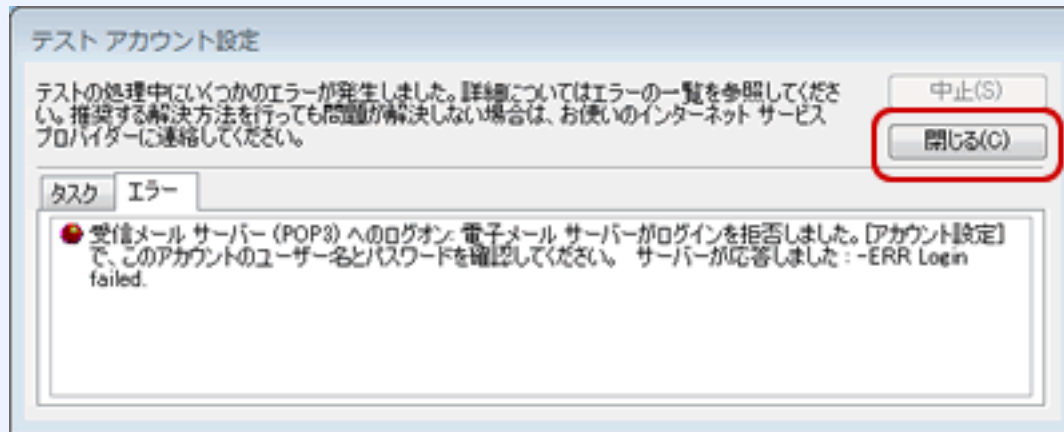 テスト アカウント設定
テストの処理中にいくつかのエラーが発生しました。詳細についてはエラーの一覧を参照してくださ
い。推奨する解決方法を行っても問題が解決しない場合は、お使いのインターネット サービス
プロバイダーに連絡してください。
中止(S)
閉じる(C)
タスク エラー
受信メール サーバー (POP3) へのログオン: 電子メール サーバーがログインを拒否しました。[アカウント設定]
で、このアカウントのユーザー名とパスワードを確認してください。 サーバーが応答しました : -ERR Login
failed.